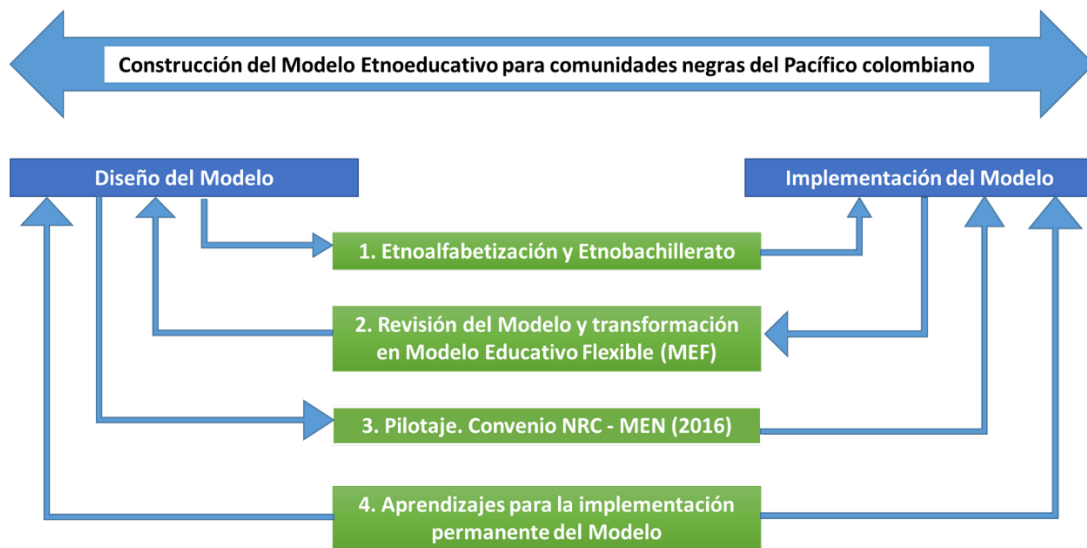 Construcción del Modelo Etnoeducativo para comunidades negras del Pacífico colombiano
Diseño del Modelo
Implementación del Modelo
1. Etnoalfabetización y Etnobachillerato
2. Revisión del Modelo y transformación
en Modelo Educativo Flexible (MEF)
3. Pilotaje. Convenio NRC - MEN (2016)
4. Aprendizajes para la implementación
permanente del Modelo